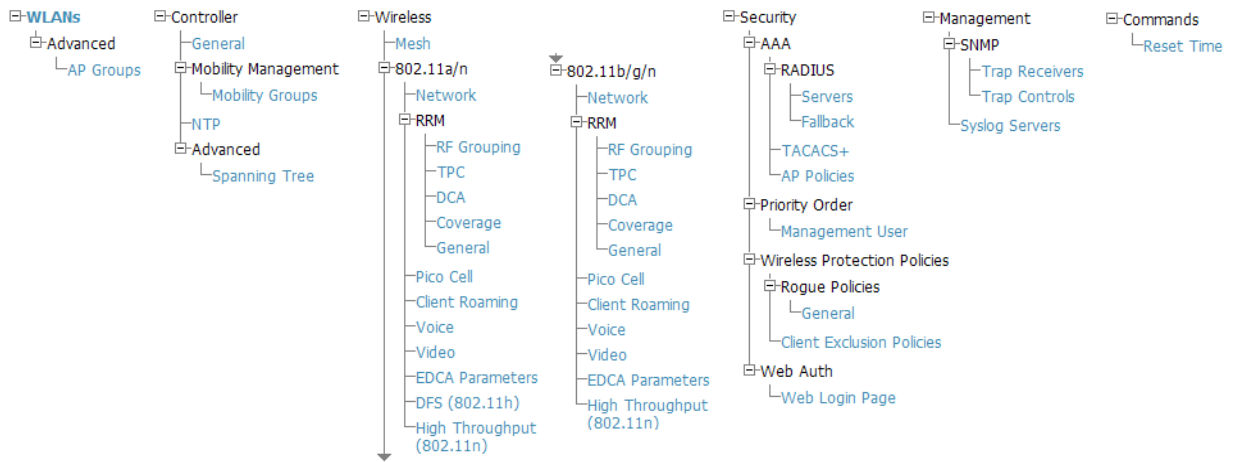 WLANs
Advanced
AP Groups
Controller
General
Mobility Management
Mobility Groups
NTP
Advanced
Spanning Tree
Wireless
Mesh
802.11a/n
Network
RRM
RF Grouping
TPC
DCA
Coverage
General
Pico Cell
Client Roaming
Voice
Video
EDCA Parameters
DFS (802.11h)
High Throughput
(802.11n)
802.11b/g/n
Network
RRM
RF Grouping
TPC
DCA
Coverage
General
Pico Cell
Client Roaming
Voice
Video
EDCA Parameters
High Throughput
(802.11n)
Security
AAA
RADIUS
Servers
Fallback
TACACS+
AP Policies
Priority Order
Management User
Wireless Protection Policies
Rogue Policies
General
Client Exclusion Policies
Web Auth
Web Login Page
Management
SNMP
Trap Receivers
Trap Controls
Syslog Servers
Commands
Reset Time